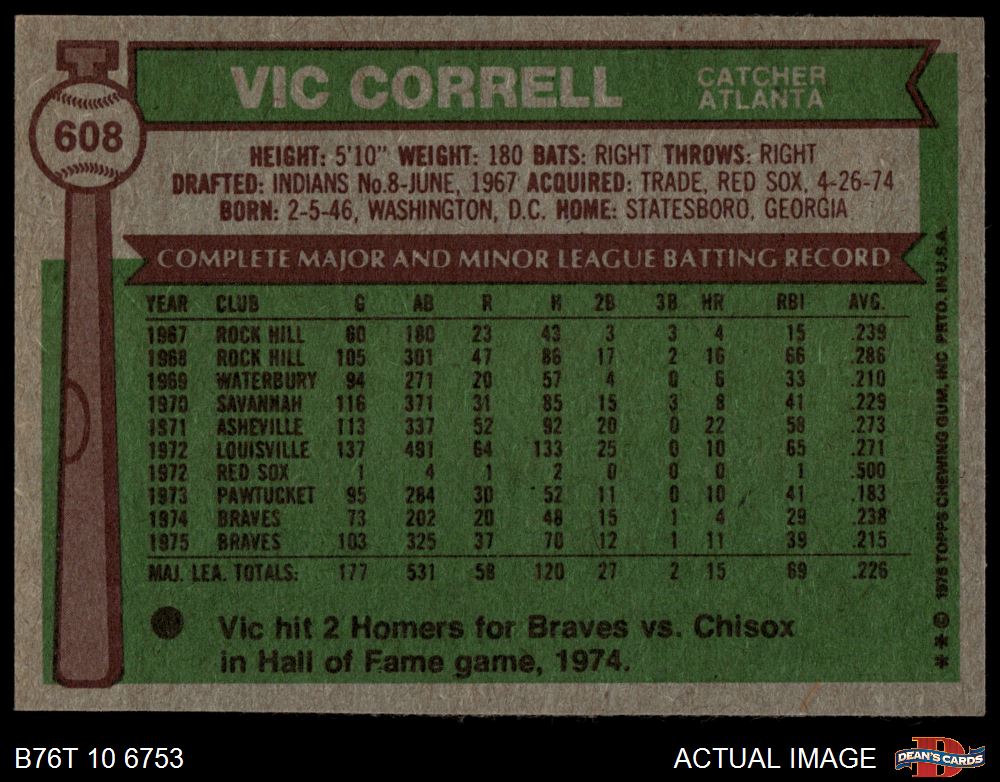 608
VIC CORRELL
CATCHER
ATLANTA
HEIGHT: 5'10" WEIGHT: 180 BATS: RIGHT THROWS: RIGHT
DRAFTED: INDIANS No.8-JUNE, 1967 ACQUIRED: TRADE, RED SOX, 4-26-74
BORN: 2-5-46, WASHINGTON, D.C. HOME: STATESBORO, GEORGIA
COMPLETE MAJOR AND MINOR LEAGUE BATTING RECORD
YEAR CLUB G AB R H 2B 3B HR RBI AVG.
1967 ROCK HILL 60 180 23 43 3 3 4 15 .239
1968 ROCK HILL 105 301 47 86 17 2 16 66 .286
1969 WATERBURY 94 271 20 57 4 0 6 33 .210
1970 SAVANNAH 116 371 31 85 15 3 8 41 .229
1971 ASHEVILLE 113 337 52 92 20 0 22 58 .273
1972 LOUISVILLE 137 491 64 133 25 0 10 65 .271
1972 RED SOX 1 4 1 2 0 0 0 1 .500
1973 PAWTUCKET 95 284 30 52 11 0 10 41 .183
1974 BRAVES 73 202 20 48 15 1 4 29 .238
1975 BRAVES 103 325 37 70 12 1 11 39 .215
MAJ. LEA. TOTALS: 177 531 58 120 27 2 15 69 .226
Vic hit 2 Homers for Braves vs. Chisox
in Hall of Fame game, 1974.
* * © 1976 TOPPS CHEWING GUM, INC. PRTD. IN U.S.A.
B76T 10 6753
ACTUAL IMAGE
D
DEAN'S CARDS